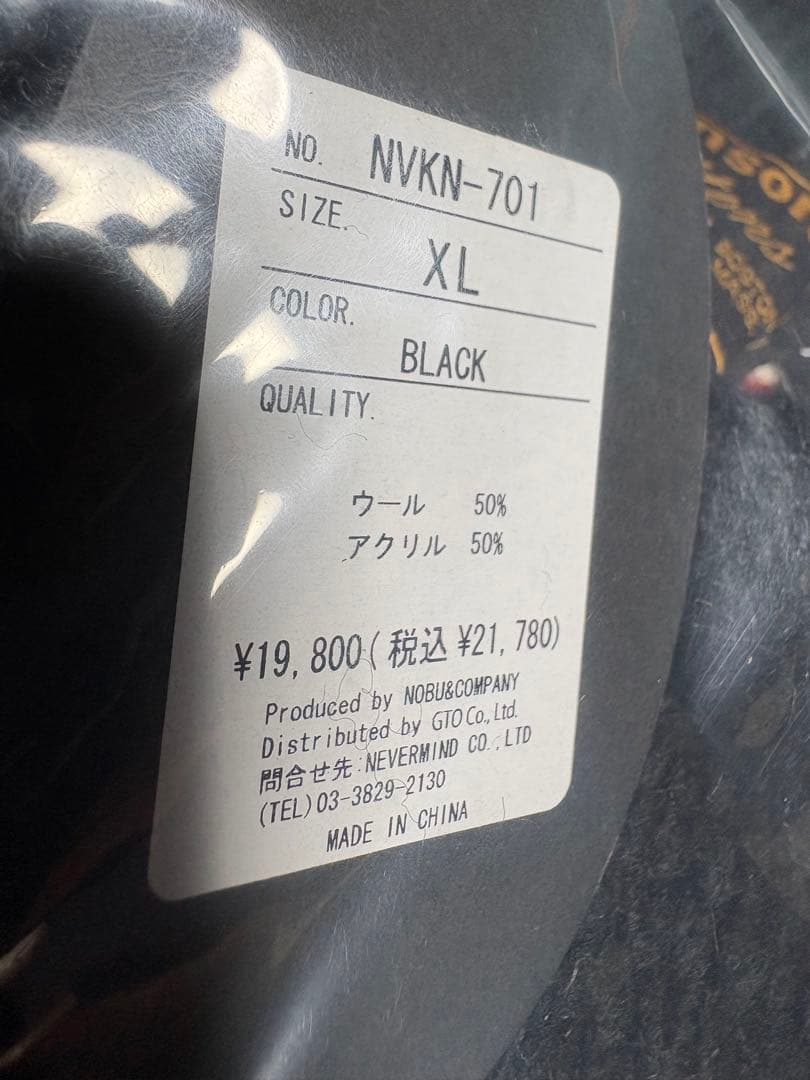 NO. NVKN-701
SIZE. XL
COLOR. BLACK
QUALITY.
ウール 50%
アクリル 50%
¥19,800(税込¥21,780)
Produced by NOBU&COMPANY
Distributed by GTO Co., Ltd.
問合せ先:NEVERMIND CO.,LTD
(TEL)03-3829-2130
MADE IN CHINA
BOSTON
MASS